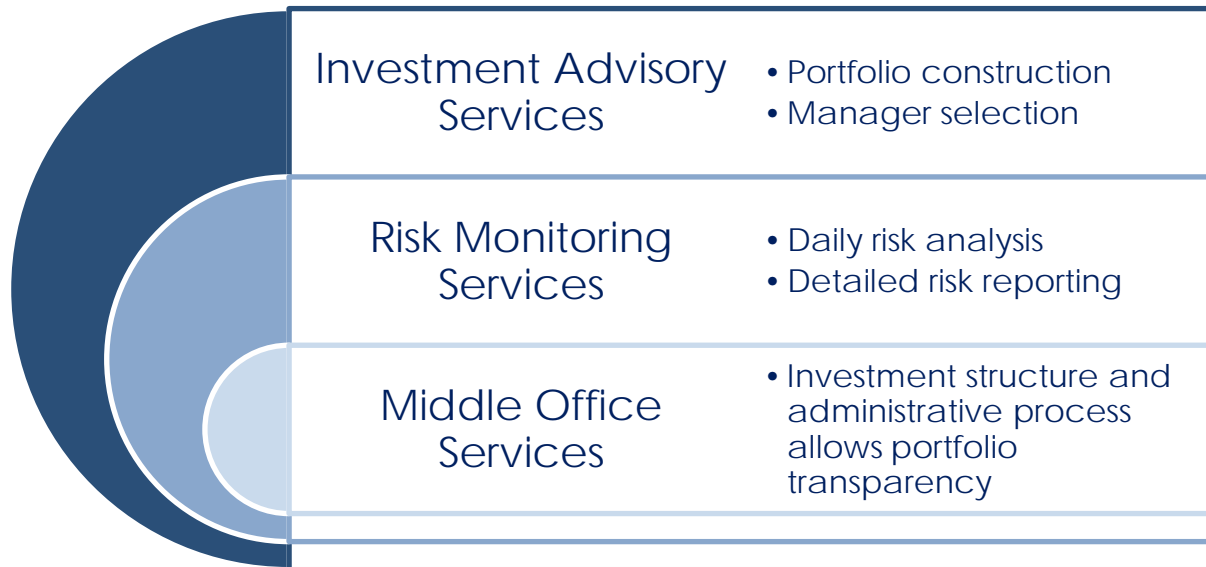 Investment Advisory
Services
• Portfolio construction
• Manager selection
Risk Monitoring
Services
• Daily risk analysis
• Detailed risk reporting
Middle Office
Services
• Investment structure and
administrative process
allows portfolio
transparency